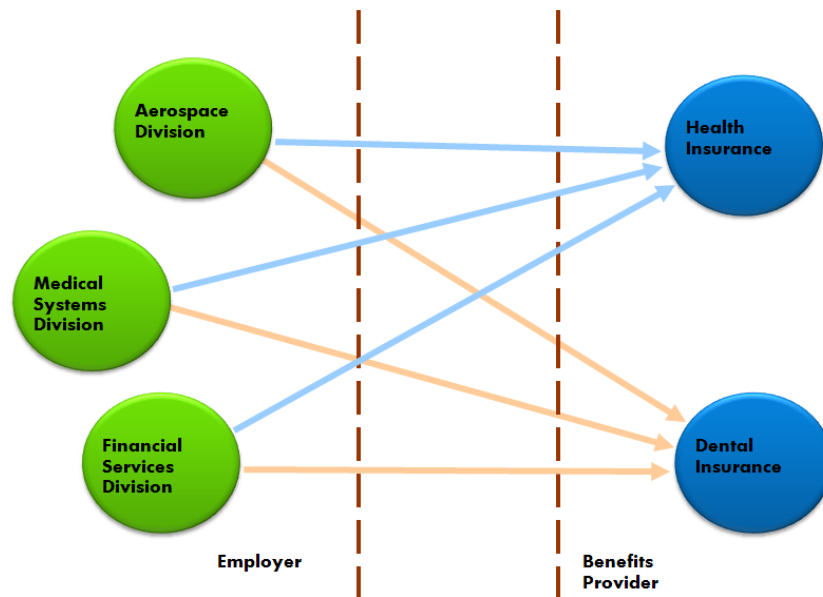 Aerospace
Division
Health
Insurance
Medical
Systems
Division
Financial
Services
Division
Dental
Insurance
Employer
Benefits
Provider